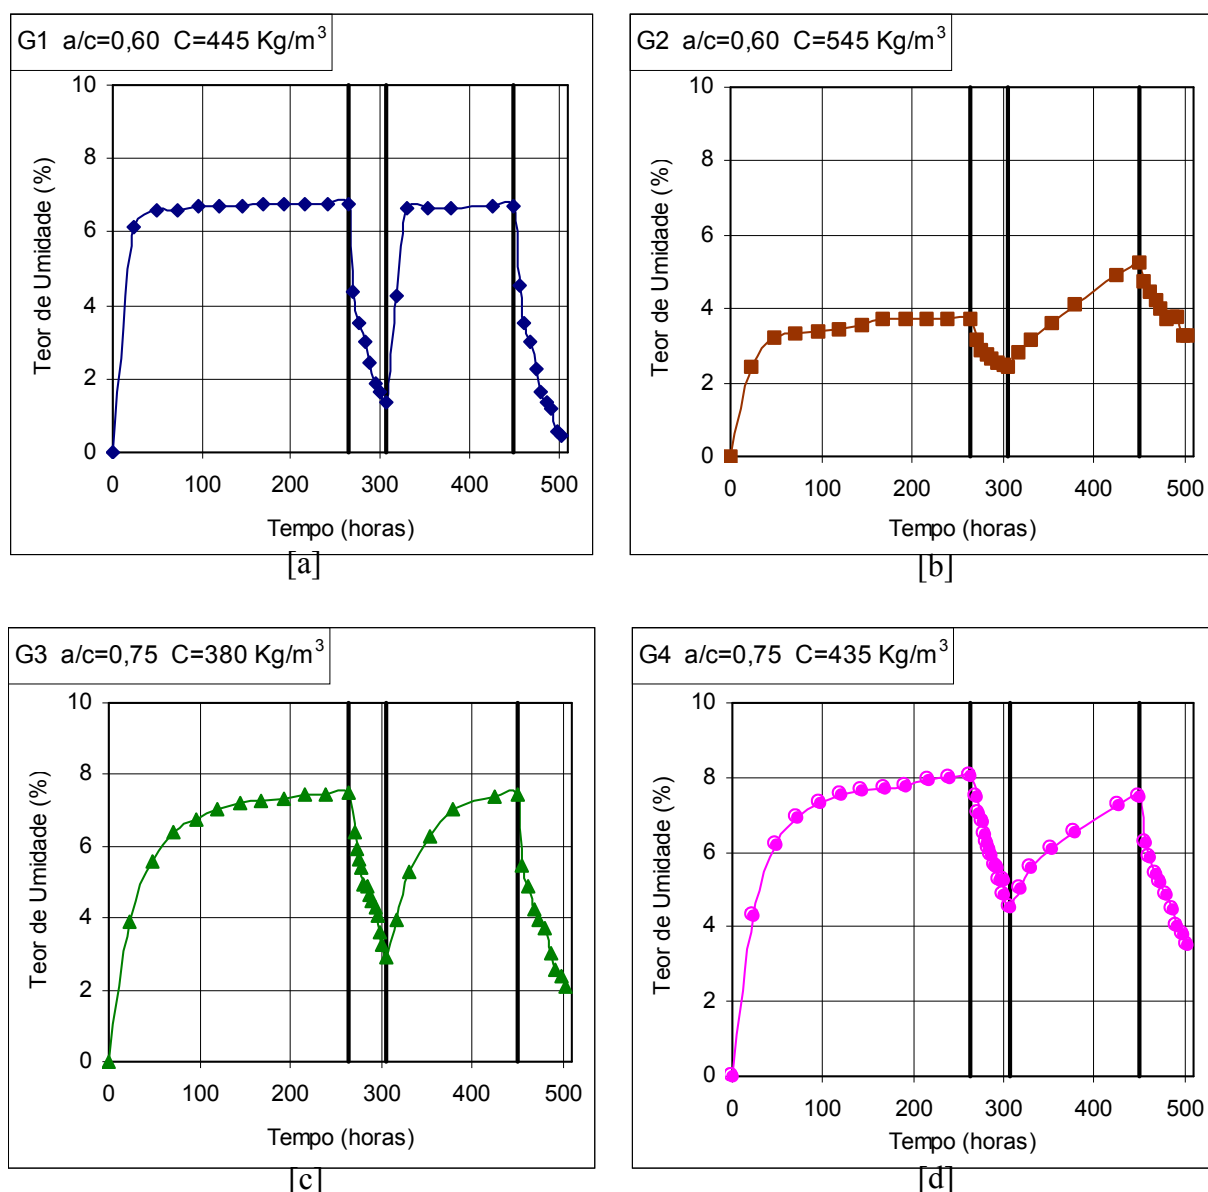 G1 a/c=0,60 C=445 Kg/m³
Teor de Umidade (%)
10
8
6
4
2
0
0 100 200 300 400 500
Tempo (horas)
[a]
G2 a/c=0,60 C=545 Kg/m³
Teor de Umidade (%)
10
8
6
4
2
0
0 100 200 300 400 500
Tempo (horas)
[b]
G3 a/c=0,75 C=380 Kg/m³
Teor de Umidade (%)
10
8
6
4
2
0
0 100 200 300 400 500
Tempo (horas)
[c]
G4 a/c=0,75 C=435 Kg/m³
Teor de Umidade (%)
10
8
6
4
2
0
0 100 200 300 400 500
Tempo (horas)
[d]